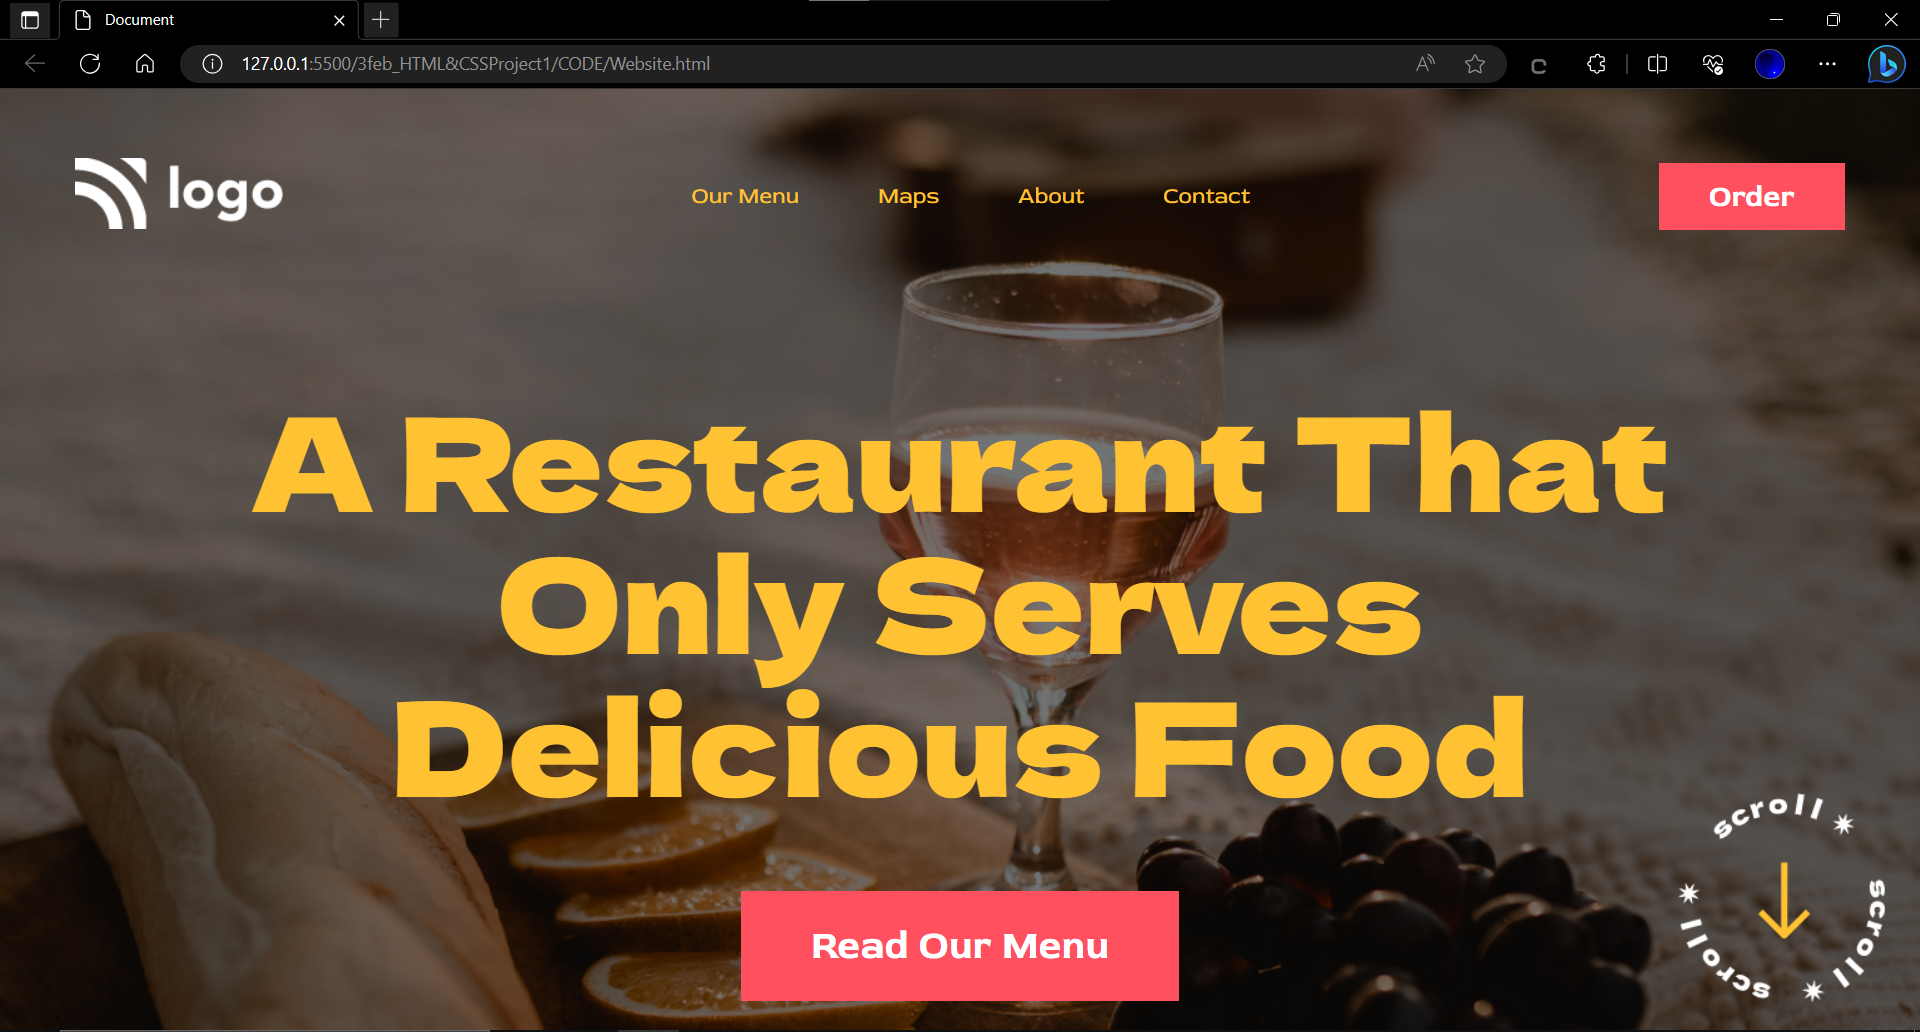 Document
127.0.0.1:5500/3feb_HTML&CSSProject1/CODE/Website.html
logo
Our Menu
Maps
About
Contact
Order
A Restaurant That
Only Serves
Delicious Food
Read Our Menu
scroll
scroll
scroll